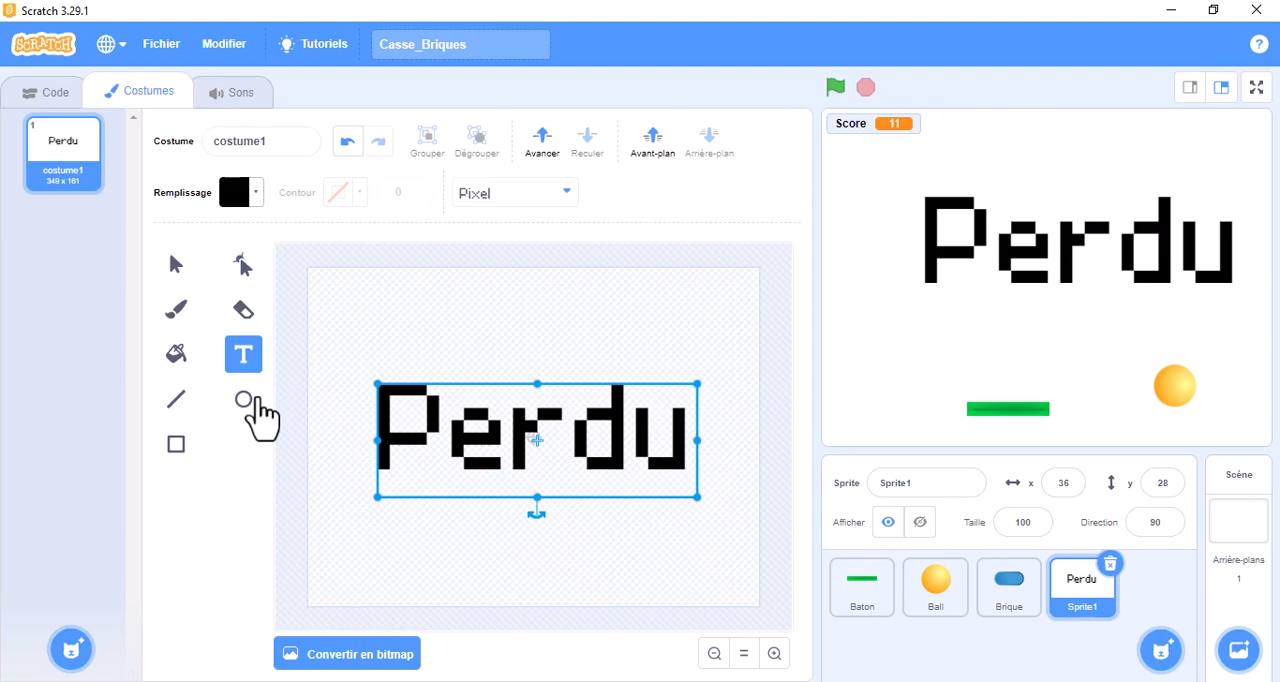 Scratch 3.29.1
SCRATCH Fichier Modifier Tutoriels Casse_Briques ?
Code Costumes Sons
1
Perdu
costume1
349 x 161
Costume costume1
Grouper Dégrouper Avancer Reculer Avant-plan Arrière-plan
Remplissage Contour 0 Pixel
T
Perdu
Convertir en bitmap
Score 11
Perdu
Sprite Sprite1 x 36 y 28
Afficher Taille 100 Direction 90
Baton
Ball
Brique
Perdu
Sprite1
Scène
Arrière-plans
1